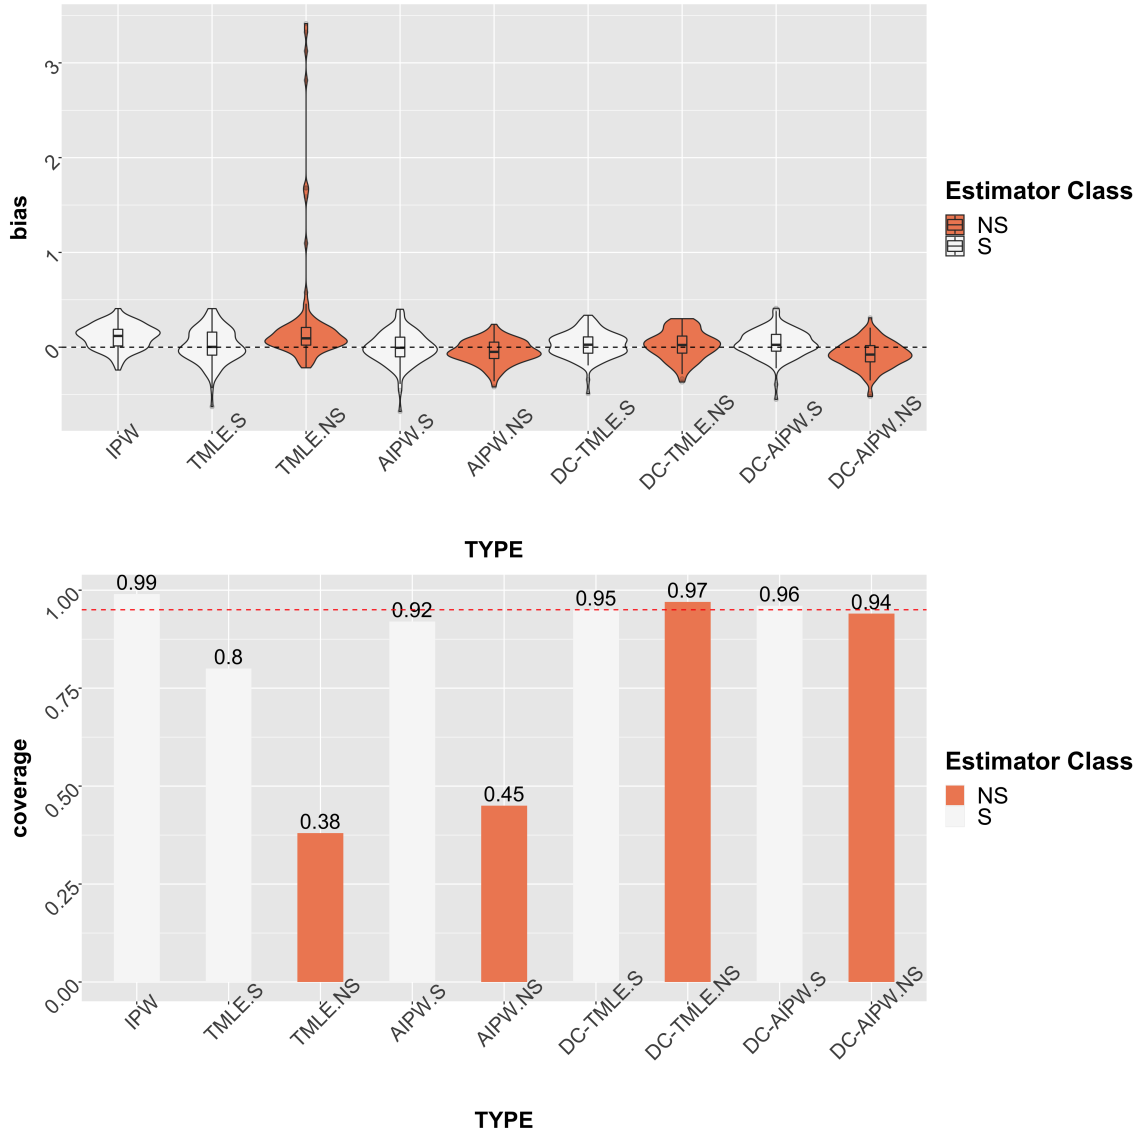 bias
3
2
1
0
IPW
TMLE.S
TMLE.NS
AIPW.S
AIPW.NS
DC-TMLE.S
DC-TMLE.NS
DC-AIPW.S
DC-AIPW.NS
TYPE
Estimator Class
NS
S
coverage
1.00
0.75
0.50
0.25
0.00
0.99
0.8
0.38
0.92
0.45
0.95
0.97
0.96
0.94
IPW
TMLE.S
TMLE.NS
AIPW.S
AIPW.NS
DC-TMLE.S
DC-TMLE.NS
DC-AIPW.S
DC-AIPW.NS
TYPE
Estimator Class
NS
S